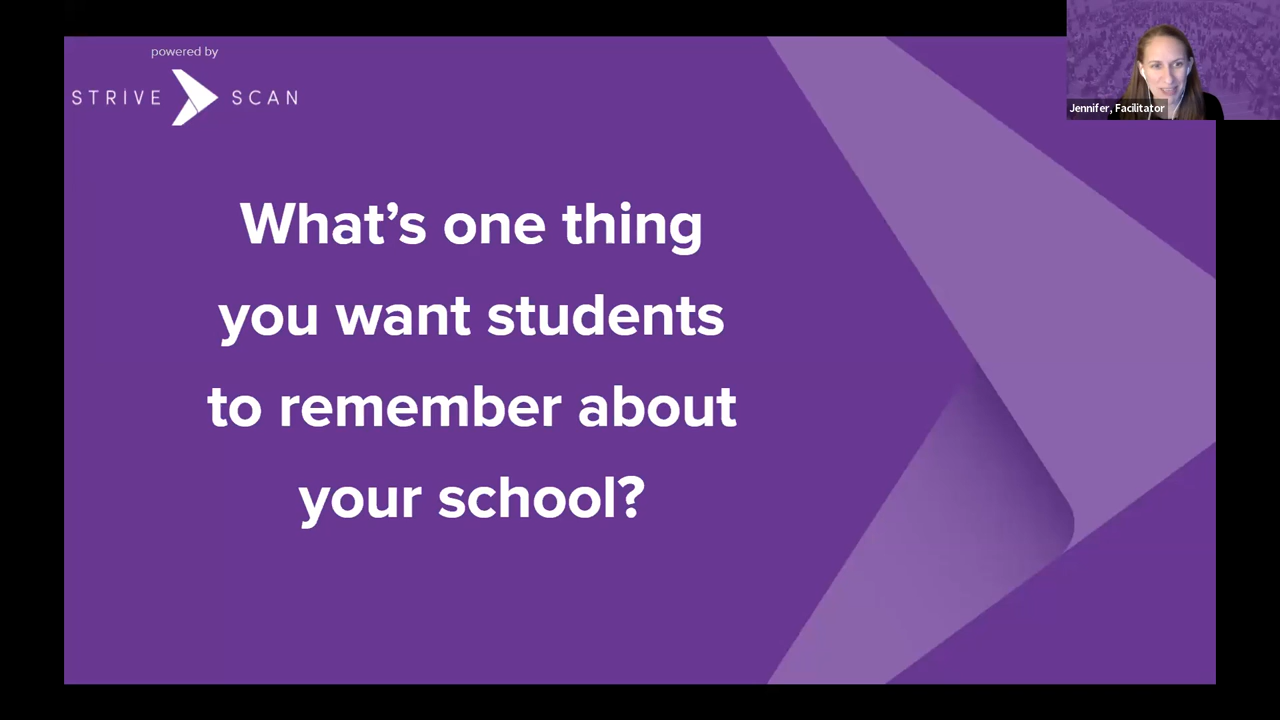 powered by
STRIVE SCAN
Jennifer, Facilitator
What's one thing
you want students
to remember about
your school?